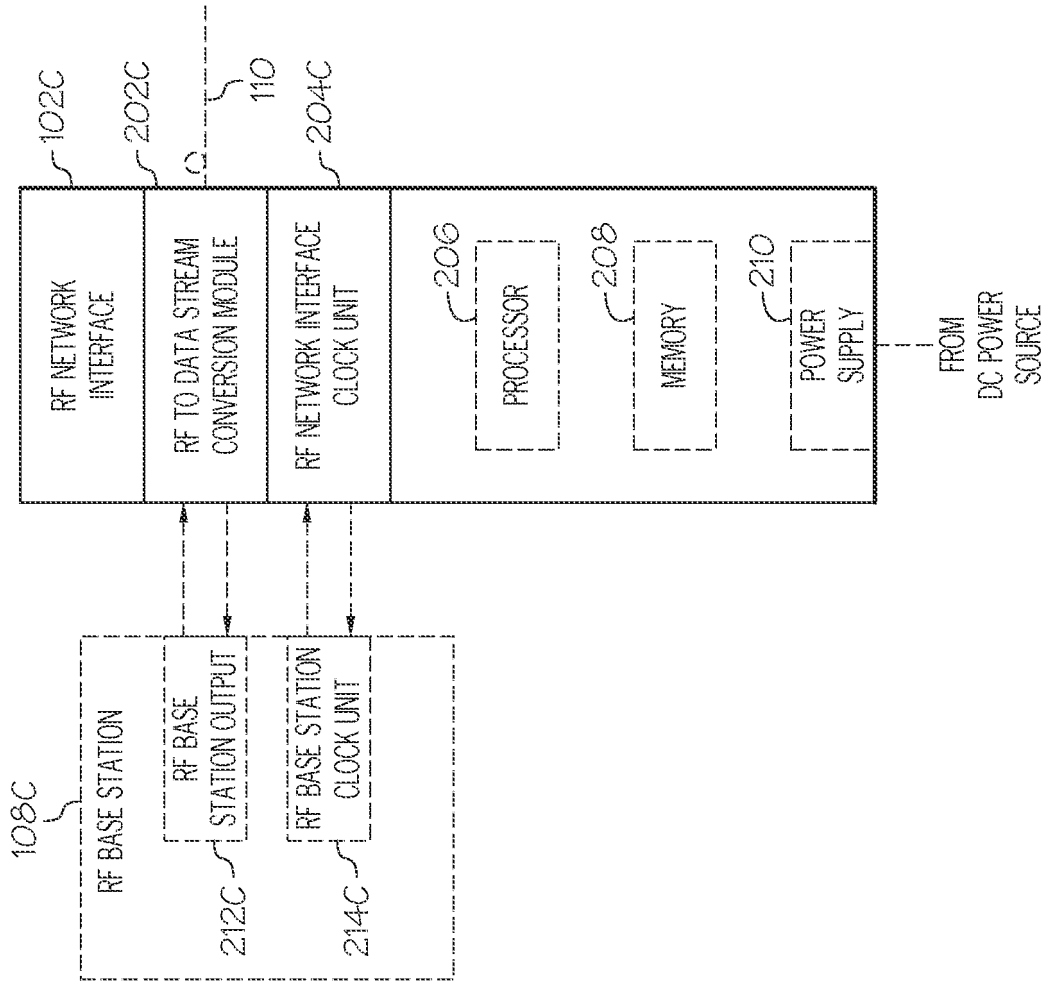 108C
RF BASE STATION
RF BASE
STATION OUTPUT
212C
RF BASE STATION
CLOCK UNIT
214C
RF NETWORK
INTERFACE
102C
RF TO DATA STREAM
CONVERSION MODULE
202C
110
RF NETWORK INTERFACE
CLOCK UNIT
204C
PROCESSOR
206
MEMORY
208
POWER
SUPPLY
210
FROM
DC POWER
SOURCE